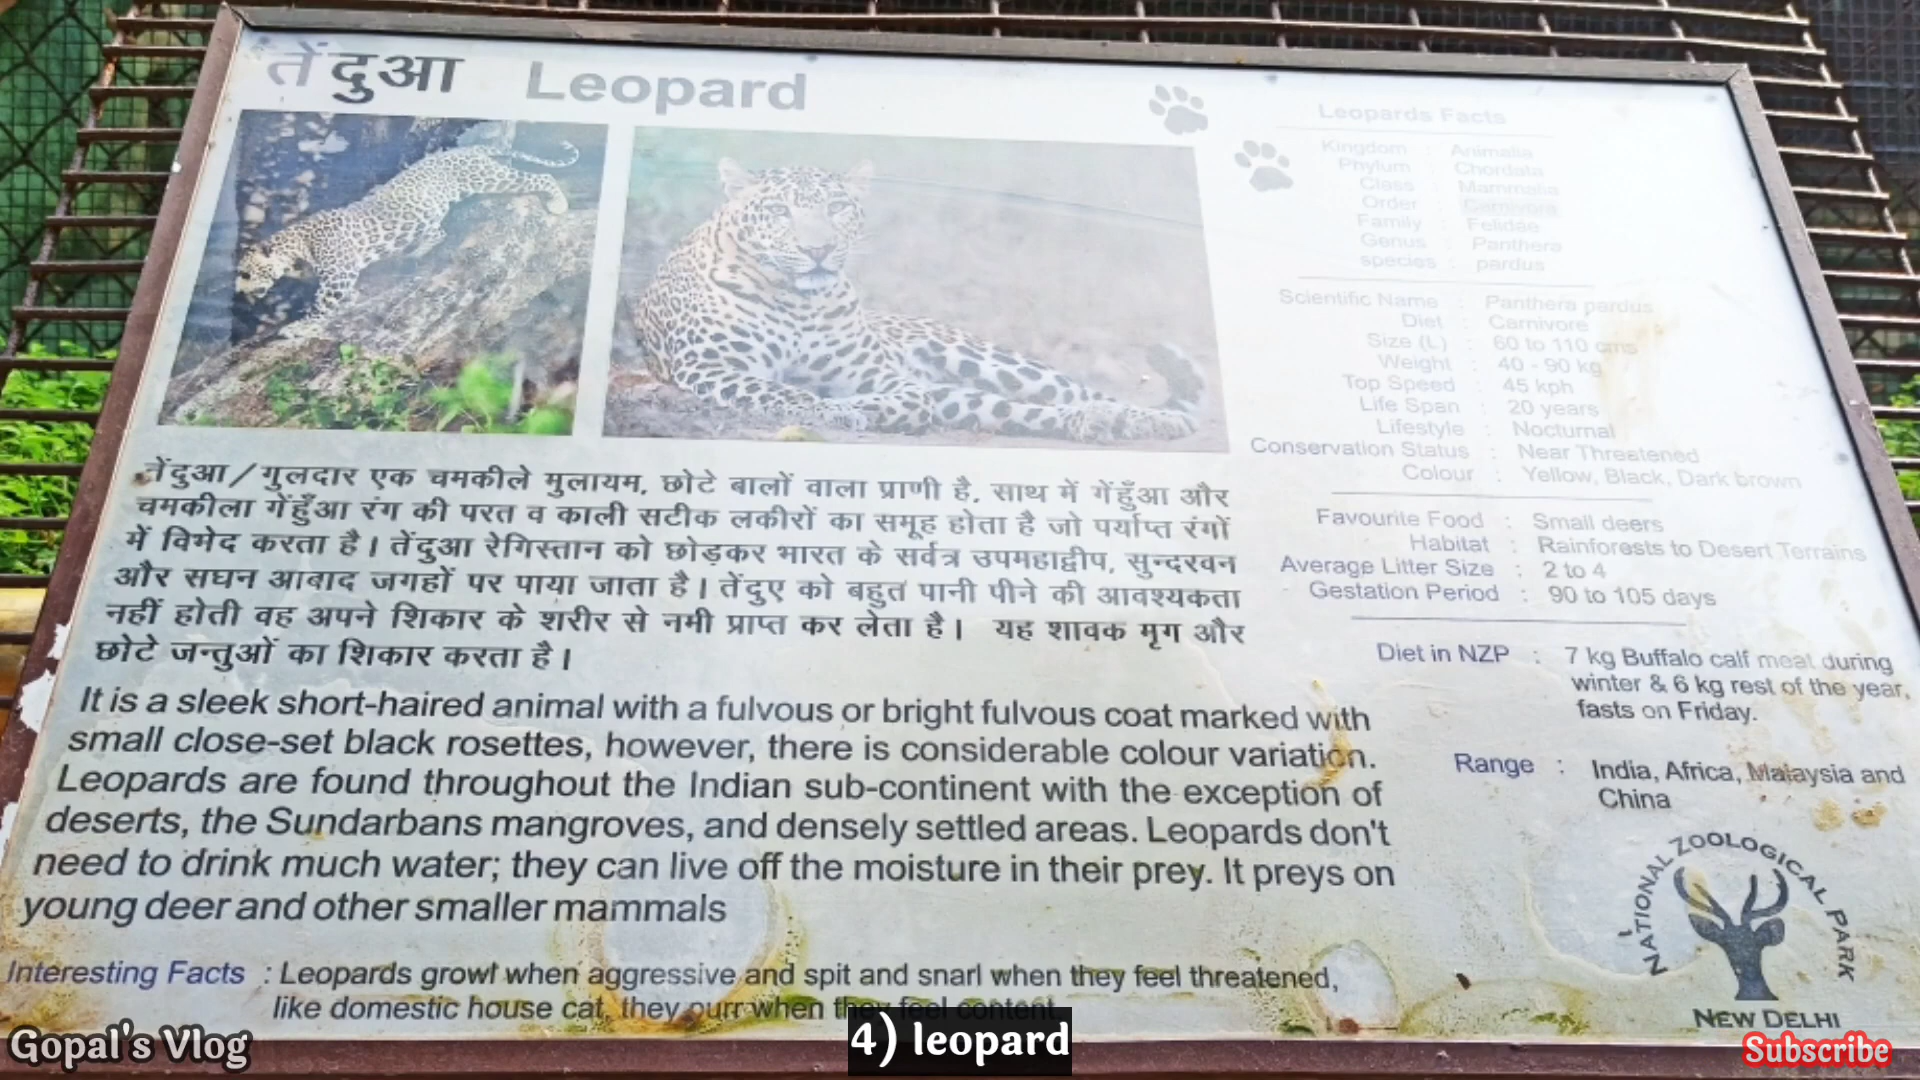 तेंदुआ Leopard
Leopards Facts
Kingdom : Animalia
Phylum : Chordata
Class : Mammalia
Order : Carnivora
Family : Felidae
Genus : Panthera
species : pardus
Scientific Name : Panthera pardus
Diet : Carnivore
Size (L) : 60 to 110 cms
Weight : 40 - 90 kg
Top Speed : 45 kph
Life Span : 20 years
Lifestyle : Nocturnal
Conservation Status : Near Threatened
Colour : Yellow, Black, Dark brown
Favourite Food : Small deers
Habitat : Rainforests to Desert Terrains
Average Litter Size : 2 to 4
Gestation Period : 90 to 105 days
Diet in NZP : 7 kg Buffalo calf meat during
winter & 6 kg rest of the year,
fasts on Friday.
Range : India, Africa, Malaysia and
China
तेंदुआ/गुलदार एक चमकीले मुलायम, छोटे बालों वाला प्राणी है, साथ में गेंहुँआ और
चमकीला गेंहुँआ रंग की परत व काली सटीक लकीरों का समूह होता है जो पर्याप्त रंगों
में विभेद करता है। तेंदुआ रेगिस्तान को छोड़कर भारत के सर्वत्र उपमहाद्वीप, सुन्दरवन
और सघन आबाद जगहों पर पाया जाता है। तेंदुए को बहुत पानी पीने की आवश्यकता
नहीं होती वह अपने शिकार के शरीर से नमी प्राप्त कर लेता है। यह शावक मृग और
छोटे जन्तुओं का शिकार करता है।
It is a sleek short-haired animal with a fulvous or bright fulvous coat marked with
small close-set black rosettes, however, there is considerable colour variation.
Leopards are found throughout the Indian sub-continent with the exception of
deserts, the Sundarbans mangroves, and densely settled areas. Leopards don't
need to drink much water; they can live off the moisture in their prey. It preys on
young deer and other smaller mammals
Interesting Facts : Leopards growl when aggressive and spit and snarl when they feel threatened,
like domestic house cat, they purr when they feel content.
NATIONAL ZOOLOGICAL PARK
NEW DELHI
Gopal's Vlog
4) leopard
Subscribe